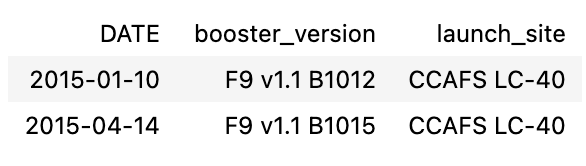 DATE booster_version launch_site
2015-01-10 F9 v1.1 B1012 CCAFS LC-40
2015-04-14 F9 v1.1 B1015 CCAFS LC-40